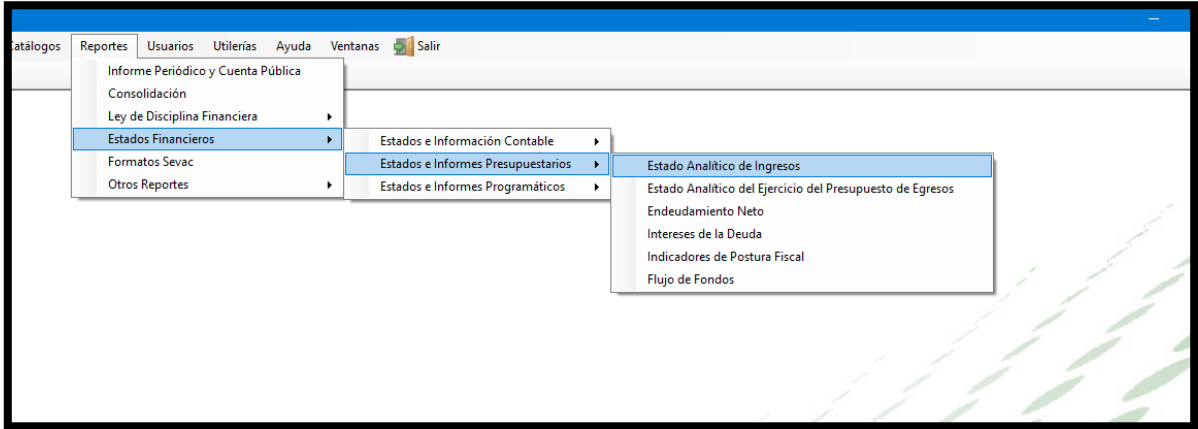 Catálogos Reportes Usuarios Utilerías Ayuda Ventanas Salir
Informe Periódico y Cuenta Pública
Consolidación
Ley de Disciplina Financiera
Estados Financieros
Formatos Sevac
Otros Reportes
Estados e Información Contable
Estados e Informes Presupuestarios
Estados e Informes Programáticos
Estado Analítico de Ingresos
Estado Analítico del Ejercicio del Presupuesto de Egresos
Endeudamiento Neto
Intereses de la Deuda
Indicadores de Postura Fiscal
Flujo de Fondos